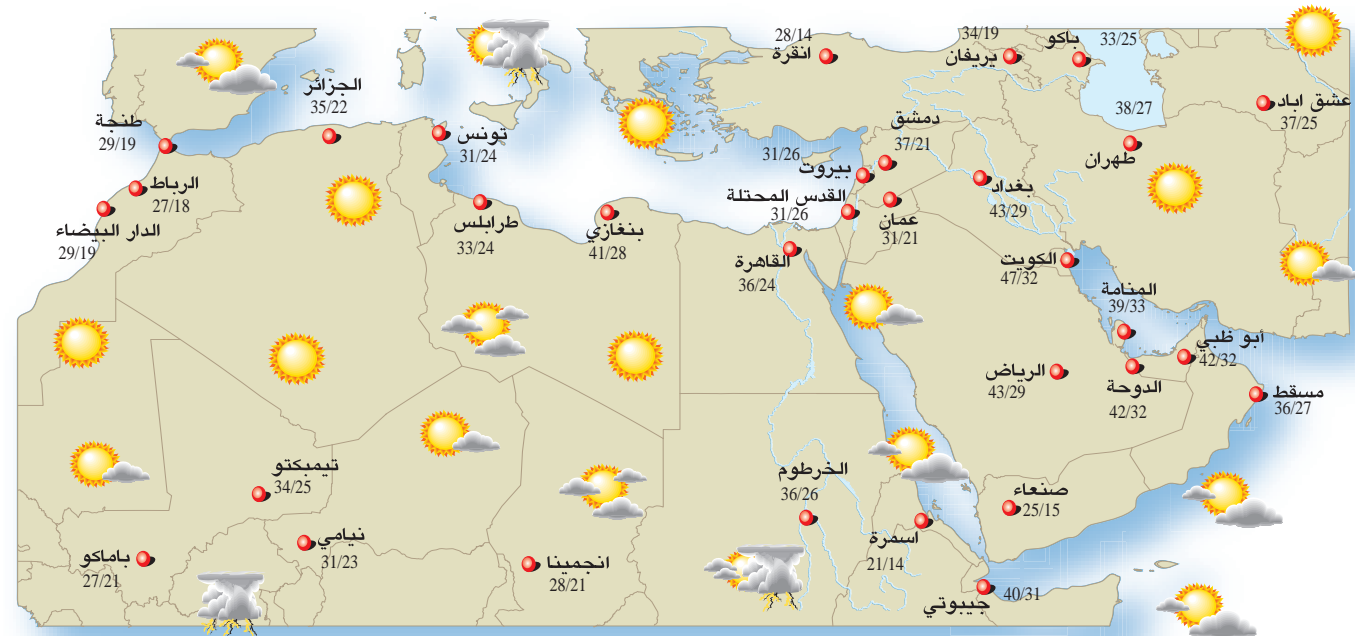 28/14
انقرة
34/19
يريفان
باكو
33/25
عشق اباد
37/25
38/27
طهران
الجزائر
35/22
طنجة
29/19
الرباط
27/18
الدار البيضاء
29/19
تونس
31/24
طرابلس
33/24
بنغازي
41/28
دمشق
37/21
31/26
بيروت
القدس المحتلة
31/26
عمان
31/21
بغداد
43/29
القاهرة
36/24
الكويت
47/32
المنامة
39/33
أبو ظبي
42/32
الدوحة
42/32
الرياض
43/29
مسقط
36/27
صنعاء
25/15
الخرطوم
36/26
اسمرة
21/14
جيبوتي
40/31
تيمبكتو
34/25
نيامي
31/23
باماكو
27/21
انجمينا
28/21